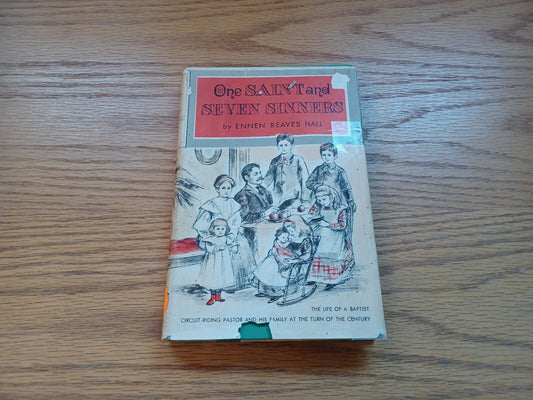 One SAINT and
SEVEN SINNERS
by ENNEN REAVES HALL
THE LIFE OF A BAPTIST
CIRCUIT-RIDING PASTOR AND HIS FAMILY AT THE TURN OF THE CENTURY